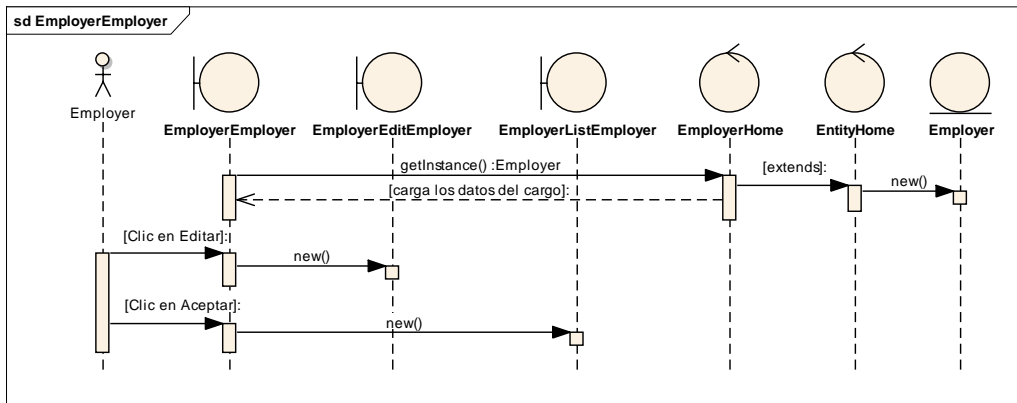 sd EmployerEmployer
Employer
EmployerEmployer
EmployerEditEmployer
EmployerListEmployer
EmployerHome
EntityHome
Employer
getInstance() :Employer
[extends]:
new()
[carga los datos del cargo]:
[Clic en Editar]:
new()
[Clic en Aceptar]:
new()